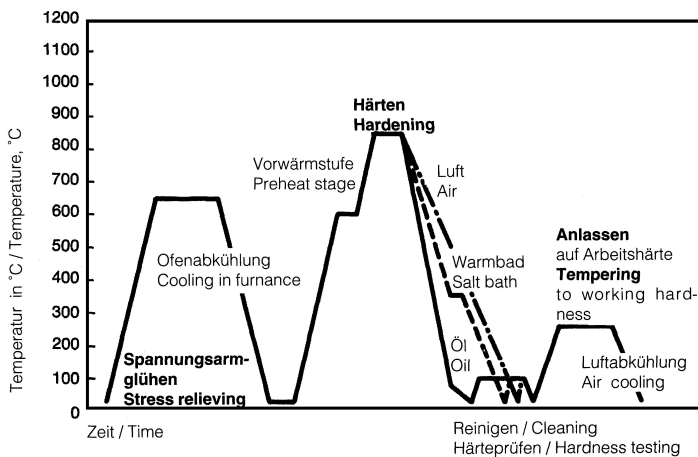 Temperatur in °C / Temperature, °C
1200
1100
1000
900
800
700
600
500
400
300
200
100
0
Härten
Hardening
Vorwärmstufe
Preheat stage
Luft
Air
Ofenabkühlung
Cooling in furnance
Warmbad
Salt bath
Anlassen
auf Arbeitshärte
Tempering
to working hard-
ness
Öl
Oil
Spannungsarm-
glühen
Stress relieving
Luftabkühlung
Air cooling
Zeit / Time
Reinigen / Cleaning
Härteprüfen / Hardness testing